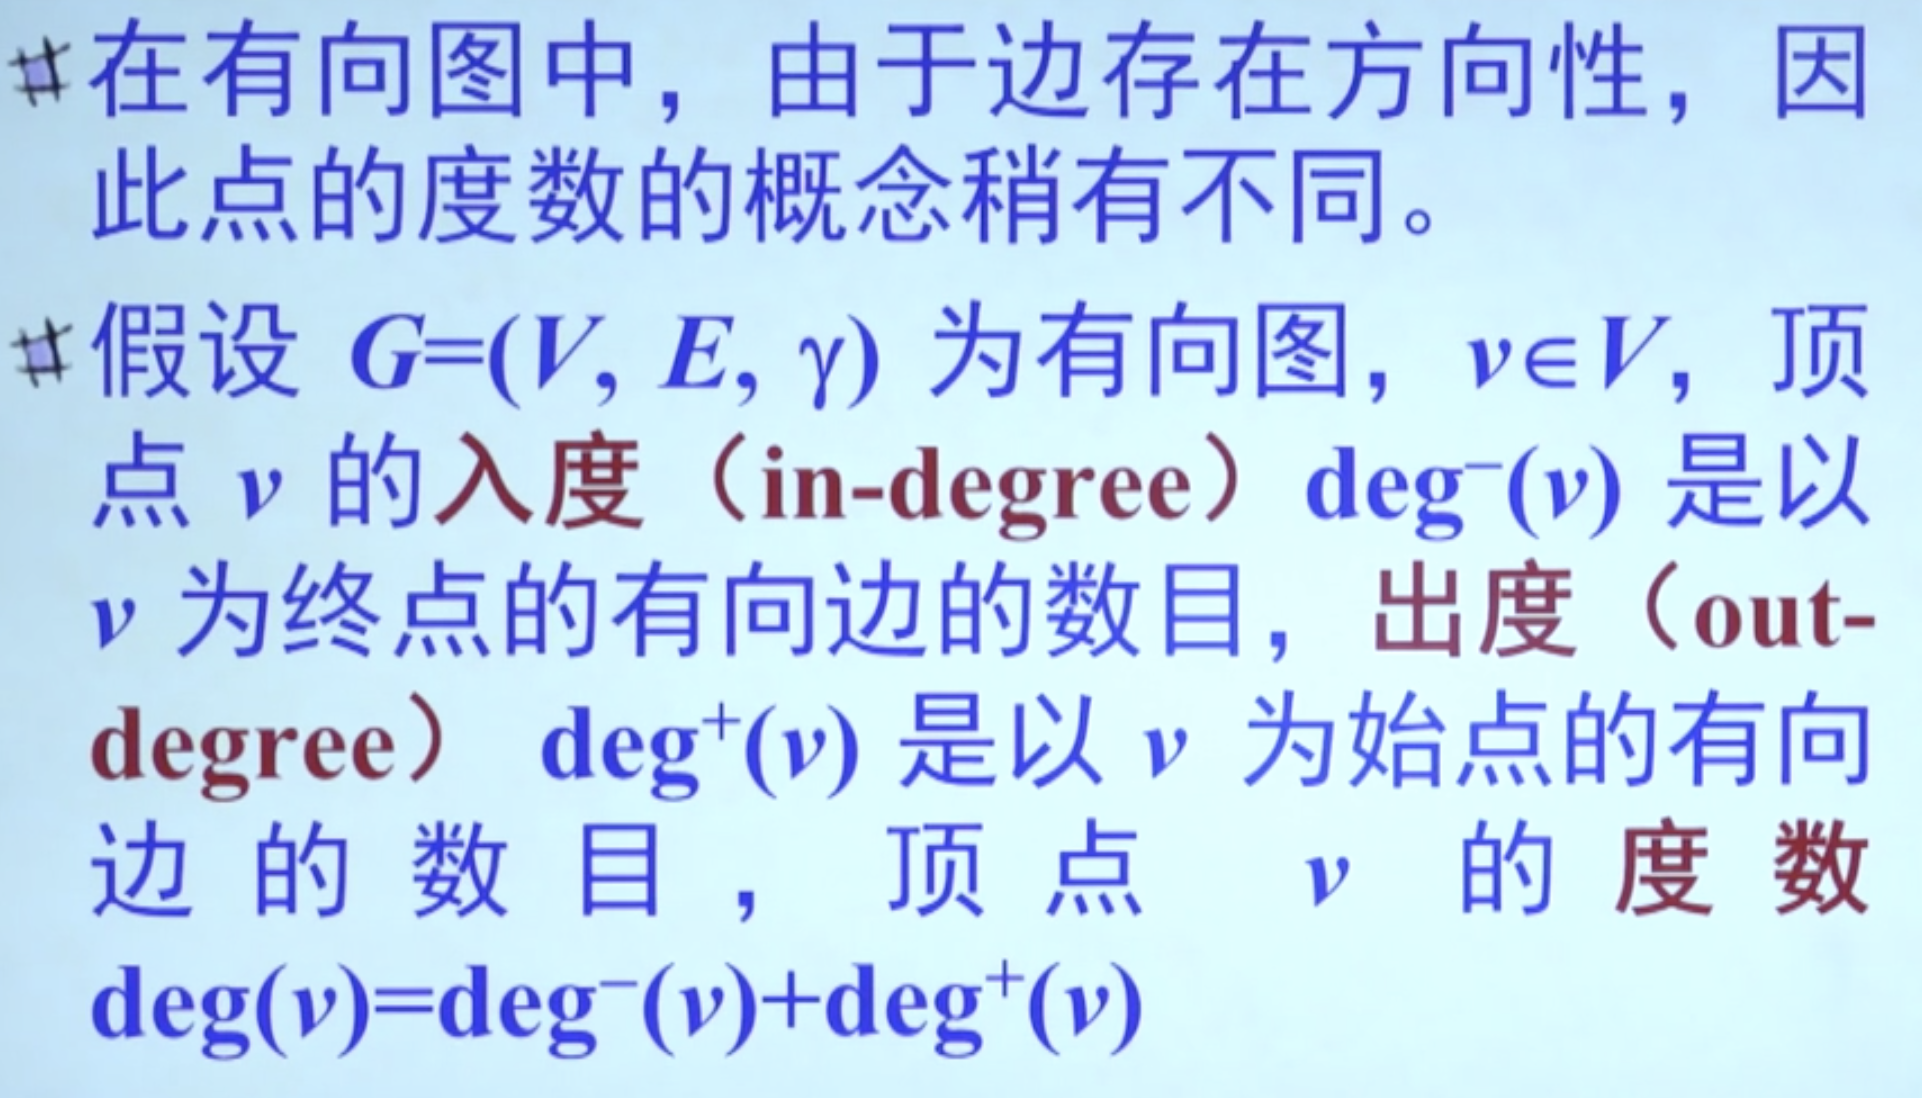 在有向图中，由于边存在方向性，因
此点的度数的概念稍有不同。
假设 G=(V, E, γ) 为有向图，v∈V，顶
点 v 的入度（in-degree）deg⁻(v) 是以
v 为终点的有向边的数目，出度（out-
degree） deg⁺(v) 是以 v 为始点的有向
边的数目，顶点 v 的度数
deg(v)=deg⁻(v)+deg⁺(v)